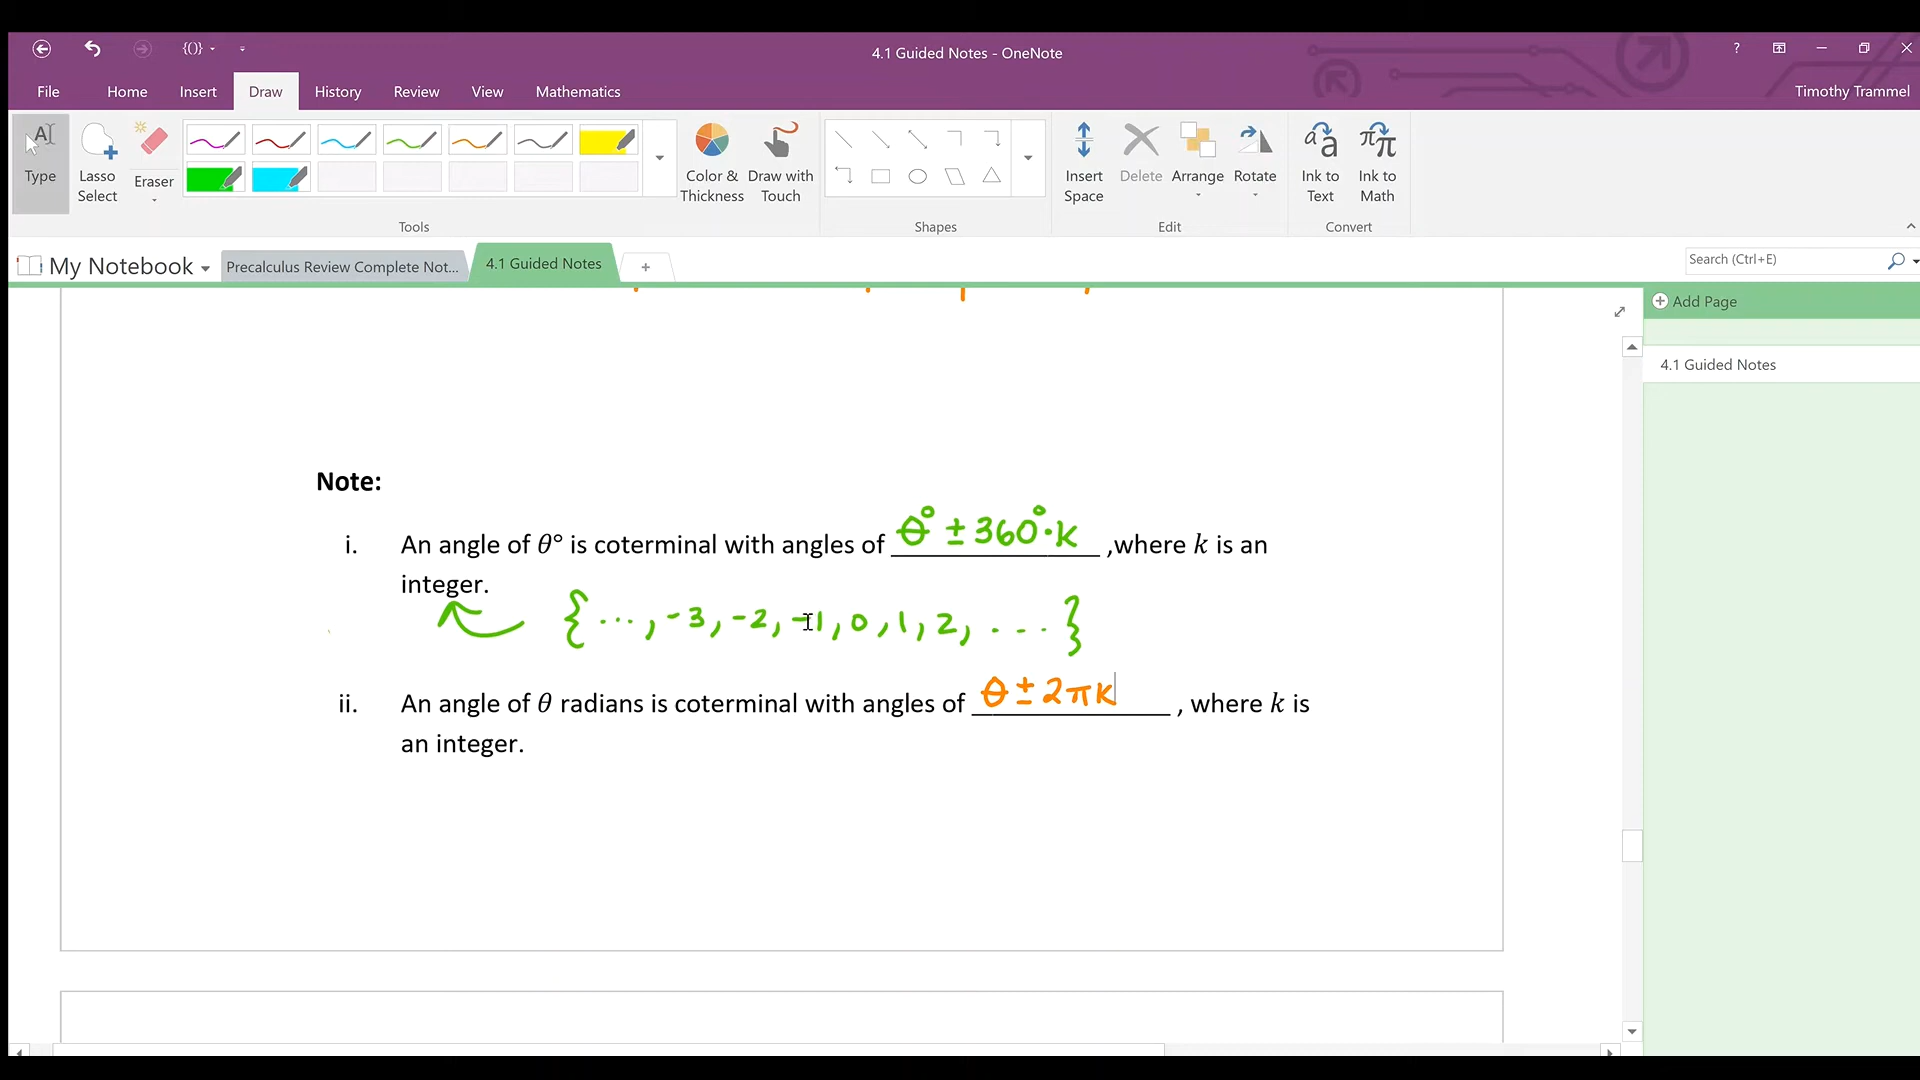 4.1 Guided Notes - OneNote
File Home Insert Draw History Review View Mathematics Timothy Trammel
Type Lasso Select Eraser Color & Thickness Draw with Touch Insert Space Delete Arrange Rotate Ink to Text Ink to Math
Tools Shapes Edit Convert
My Notebook Precalculus Review Complete Not... 4.1 Guided Notes + Search (Ctrl+E)
Add Page
4.1 Guided Notes
Note:
i. An angle of θ° is coterminal with angles of θ° ± 360°·k ,where k is an
integer.
{ ..., -3, -2, -1, 0, 1, 2, ... }
ii. An angle of θ radians is coterminal with angles of θ ± 2πk , where k is
an integer.